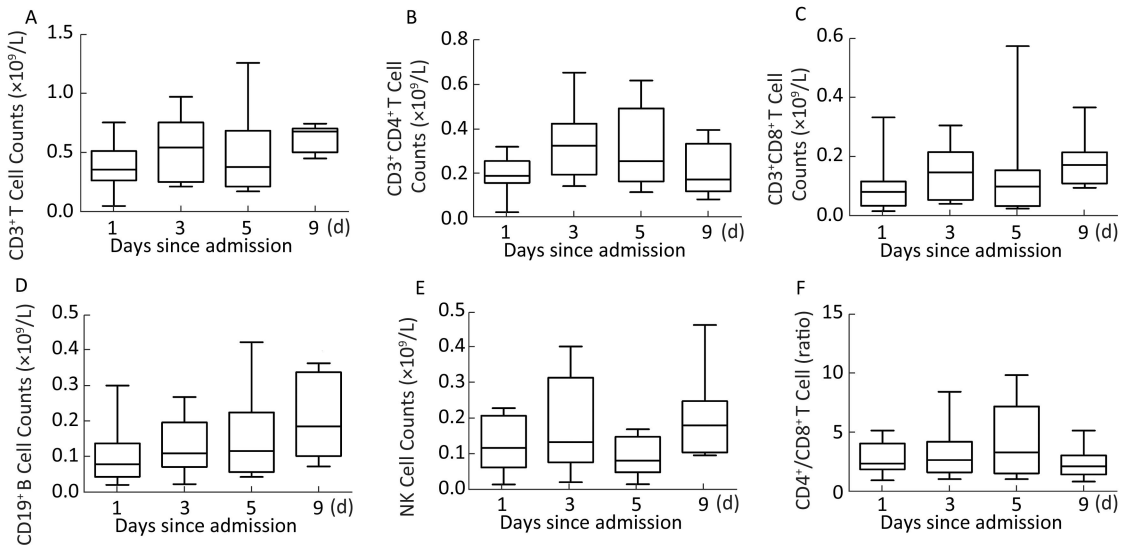 A
CD3⁺T Cell Counts (×10⁹/L)
1.5
1.0
0.5
0.0
1 3 5 9 (d)
Days since admission
B
CD3⁺CD4⁺T Cell
Counts (×10⁹/L)
0.8
0.6
0.4
0.2
0.0
1 3 5 9 (d)
Days since admission
C
CD3⁺CD8⁺T Cell
Counts (×10⁹/L)
0.6
0.4
0.2
0.0
1 3 5 9 (d)
Days since admission
D
CD19⁺ B Cell Counts (×10⁹/L)
0.5
0.4
0.3
0.2
0.1
0.0
1 3 5 9 (d)
Days since admission
E
NK Cell Counts (×10⁹/L)
0.5
0.4
0.3
0.2
0.1
0.0
1 3 5 9 (d)
Days since admission
F
CD4⁺/CD8⁺T Cell (ratio)
15
10
5
0
1 3 5 9 (d)
Days since admission